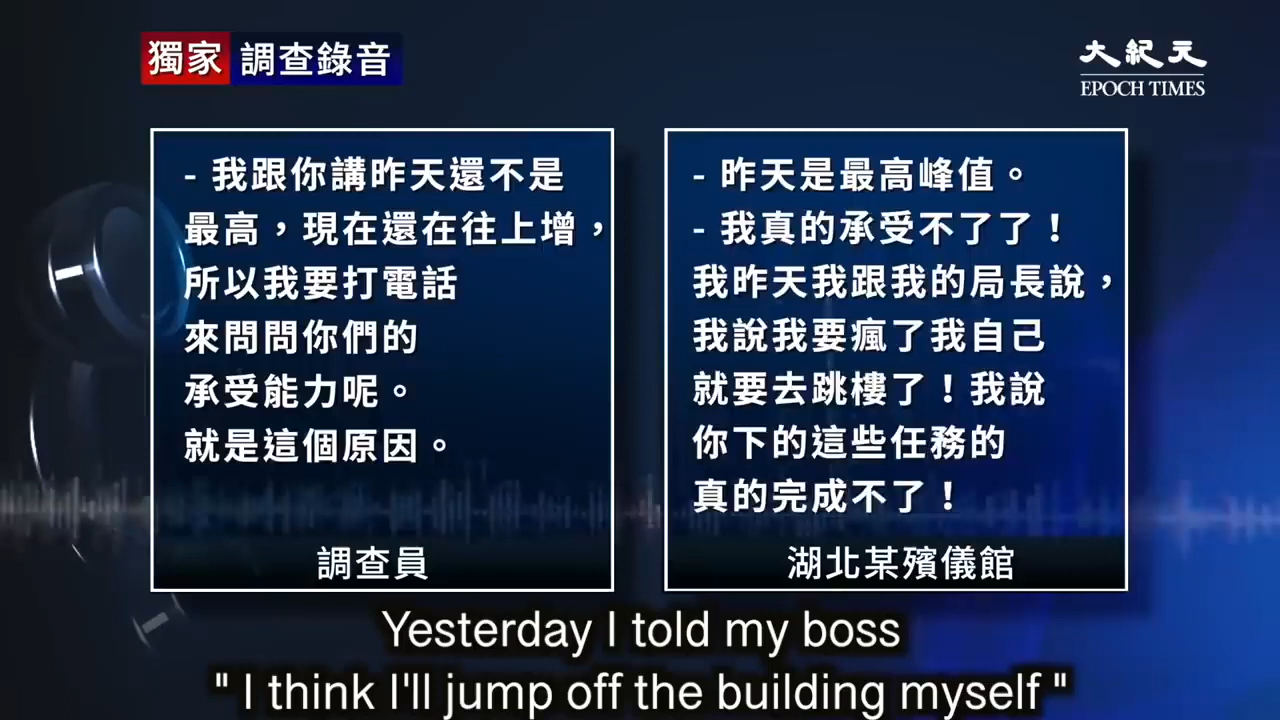 獨家 調查錄音
大紀元
EPOCH TIMES
- 我跟你講昨天還不是
最高，現在還在往上增，
所以我要打電話
來問問你們的
承受能力呢。
就是這個原因。
調查員
- 昨天是最高峰值。
- 我真的承受不了了！
我昨天我跟我的局長說，
我說我要瘋了我自己
就要去跳樓了！我說
你下的這些任務的
真的完成不了！
湖北某殯儀館
Yesterday I told my boss
" I think I'll jump off the building myself "